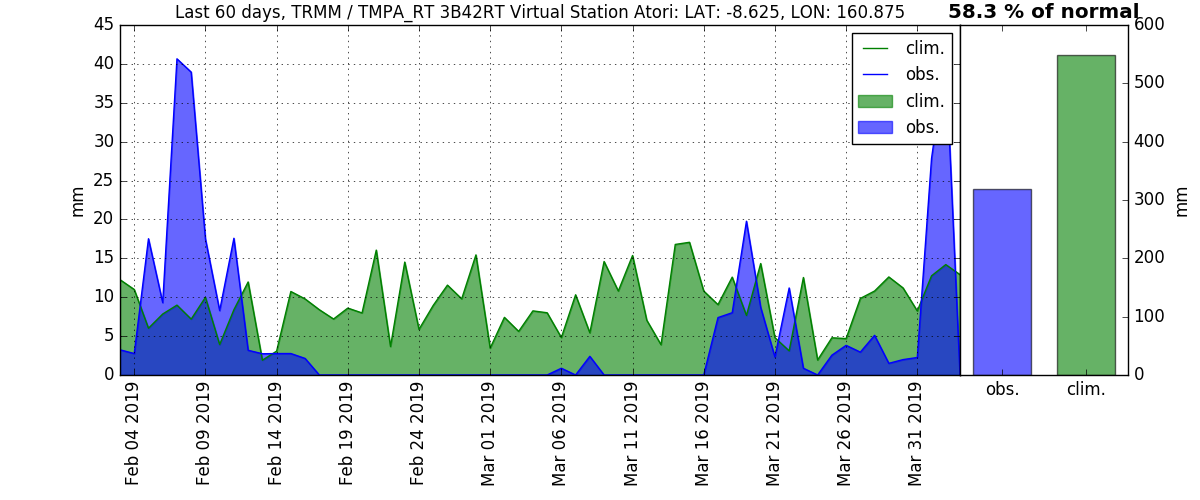 Last 60 days, TRMM / TMPA_RT 3B42RT Virtual Station Atori: LAT: -8.625, LON: 160.875
58.3 % of normal
45
40
35
30
25
20
15
10
5
0
mm
clim.
obs.
clim.
obs.
600
500
400
300
200
100
0
mm
obs.
clim.
Feb 04 2019
Feb 09 2019
Feb 14 2019
Feb 19 2019
Feb 24 2019
Mar 01 2019
Mar 06 2019
Mar 11 2019
Mar 16 2019
Mar 21 2019
Mar 26 2019
Mar 31 2019